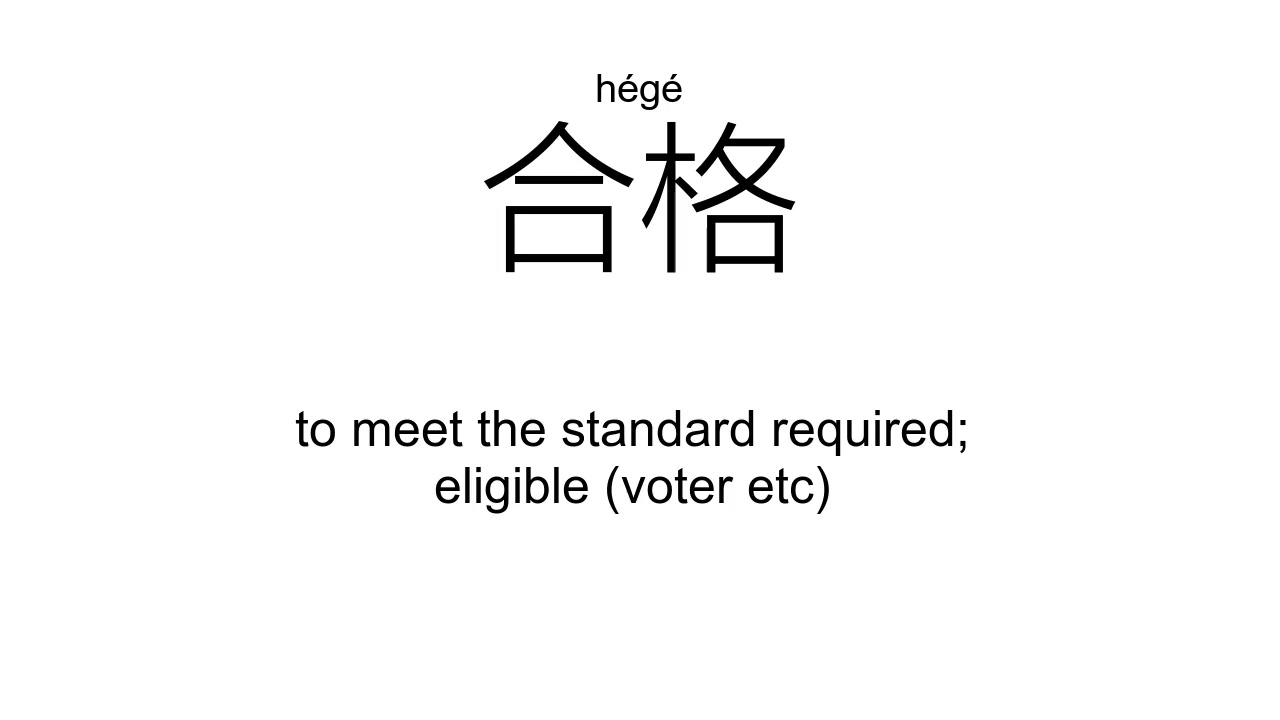 hégé
合格
to meet the standard required;
eligible (voter etc)